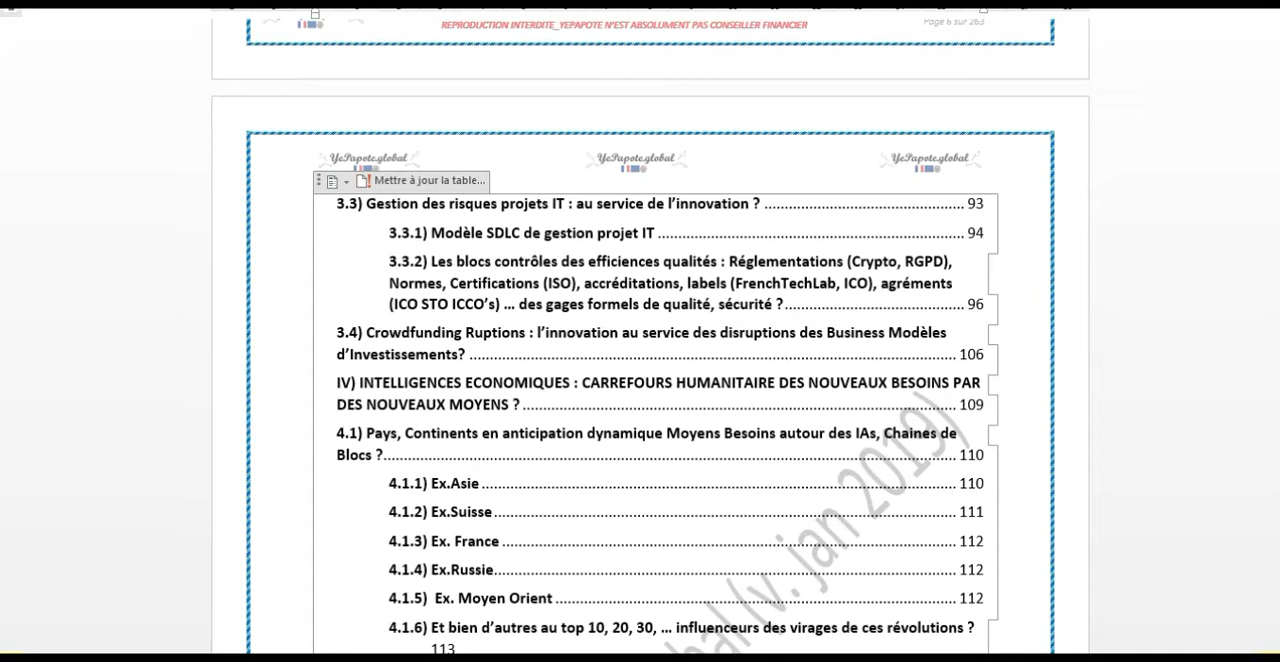 REPRODUCTION INTERDITE_YEPAPOTE N'EST ABSOLUMENT PAS CONSEILLER FINANCIER
Page 6 sur 263
YePapote.global YePapote.global YePapote.global
Mettre à jour la table...
3.3) Gestion des risques projets IT : au service de l’innovation ? 93
3.3.1) Modèle SDLC de gestion projet IT 94
3.3.2) Les blocs contrôles des efficiences qualités : Réglementations (Crypto, RGPD),
Normes, Certifications (ISO), accréditations, labels (FrenchTechLab, ICO), agréments
(ICO STO ICCO’s) … des gages formels de qualité, sécurité ? 96
3.4) Crowdfunding Ruptions : l’innovation au service des disruptions des Business Modèles
d’Investissements? 106
IV) INTELLIGENCES ECONOMIQUES : CARREFOURS HUMANITAIRE DES NOUVEAUX BESOINS PAR
DES NOUVEAUX MOYENS ? 109
4.1) Pays, Continents en anticipation dynamique Moyens Besoins autour des IAs, Chaines de
Blocs ? 110
4.1.1) Ex.Asie 110
4.1.2) Ex.Suisse 111
4.1.3) Ex. France 112
4.1.4) Ex.Russie 112
4.1.5) Ex. Moyen Orient 112
4.1.6) Et bien d’autres au top 10, 20, 30, … influenceurs des virages de ces révolutions ?
113
(v. jan 2019)